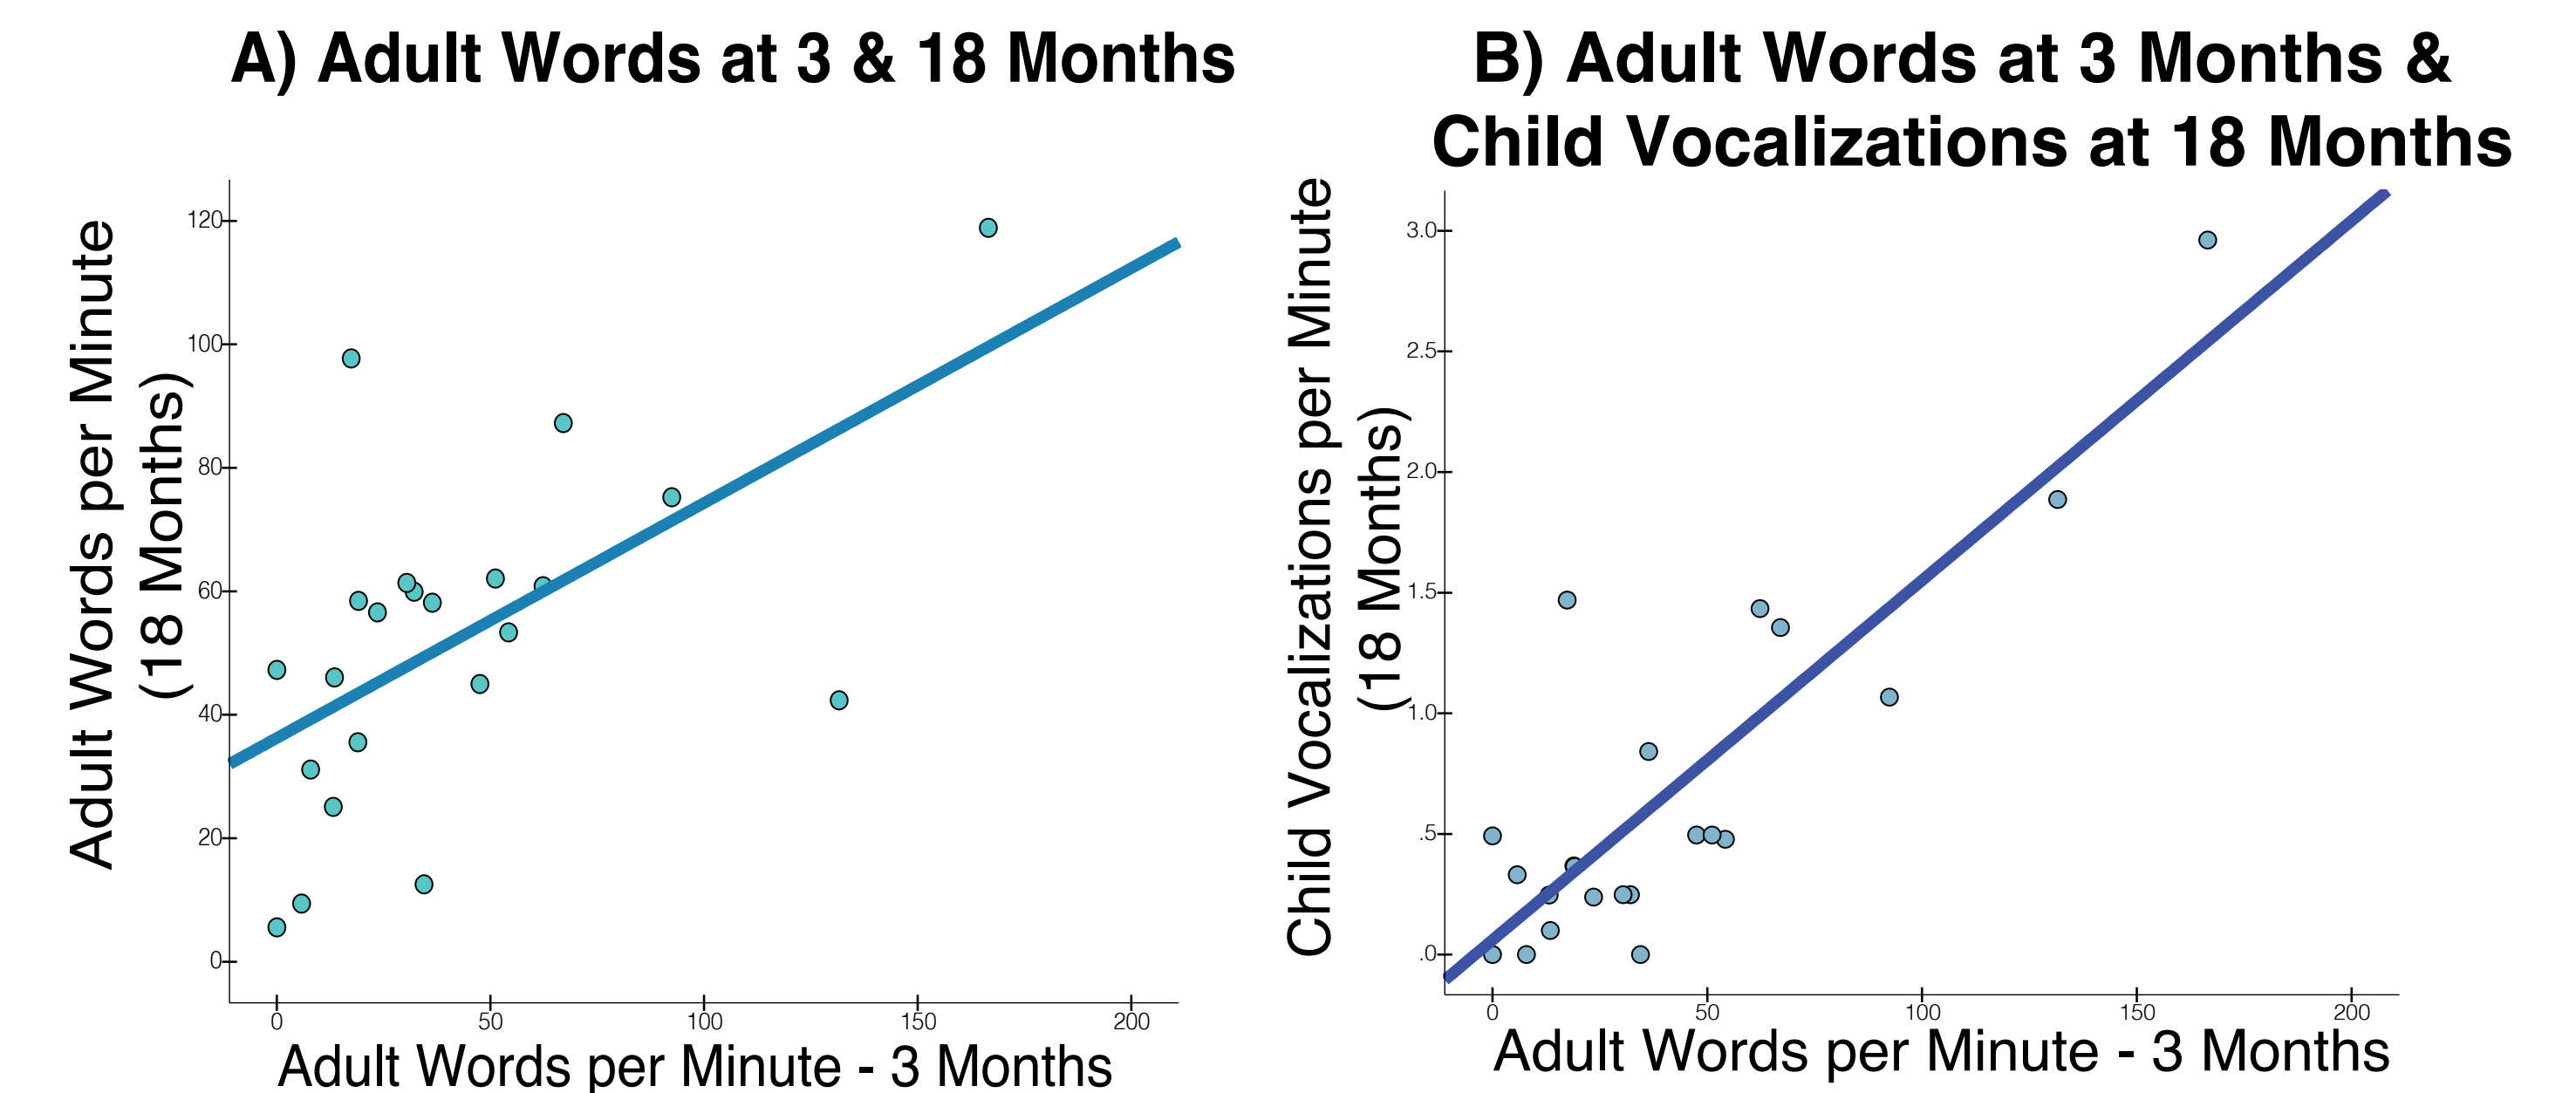 A) Adult Words at 3 & 18 Months
Adult Words per Minute
(18 Months)
120
100
80
60
40
20
0
0 50 100 150 200
Adult Words per Minute - 3 Months
B) Adult Words at 3 Months &
Child Vocalizations at 18 Months
Child Vocalizations per Minute
(18 Months)
3.0
2.5
2.0
1.5
1.0
.5
.0
0 50 100 150 200
Adult Words per Minute - 3 Months